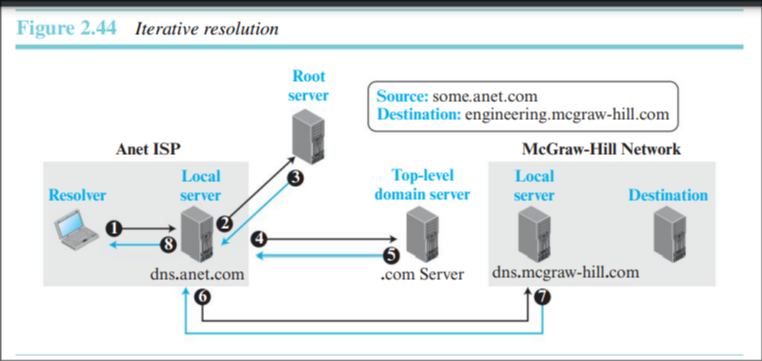 Figure 2.44 Iterative resolution
Root
server
Source: some.anet.com
Destination: engineering.mcgraw-hill.com
Anet ISP
McGraw-Hill Network
Resolver
Local
server
Top-level
domain server
Local
server
Destination
1
2
3
4
5
8
dns.anet.com
.com Server
dns.mcgraw-hill.com
6
7